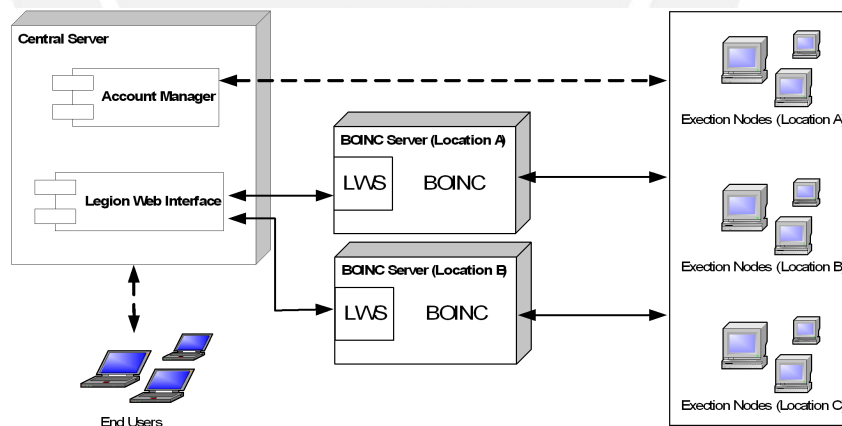 Central Server
Account Manager
Legion Web Interface
BOINC Server (Location A)
LWS
BOINC
BOINC Server (Location B)
LWS
BOINC
Exection Nodes (Location A
Exection Nodes (Location B
Exection Nodes (Location C
End Users